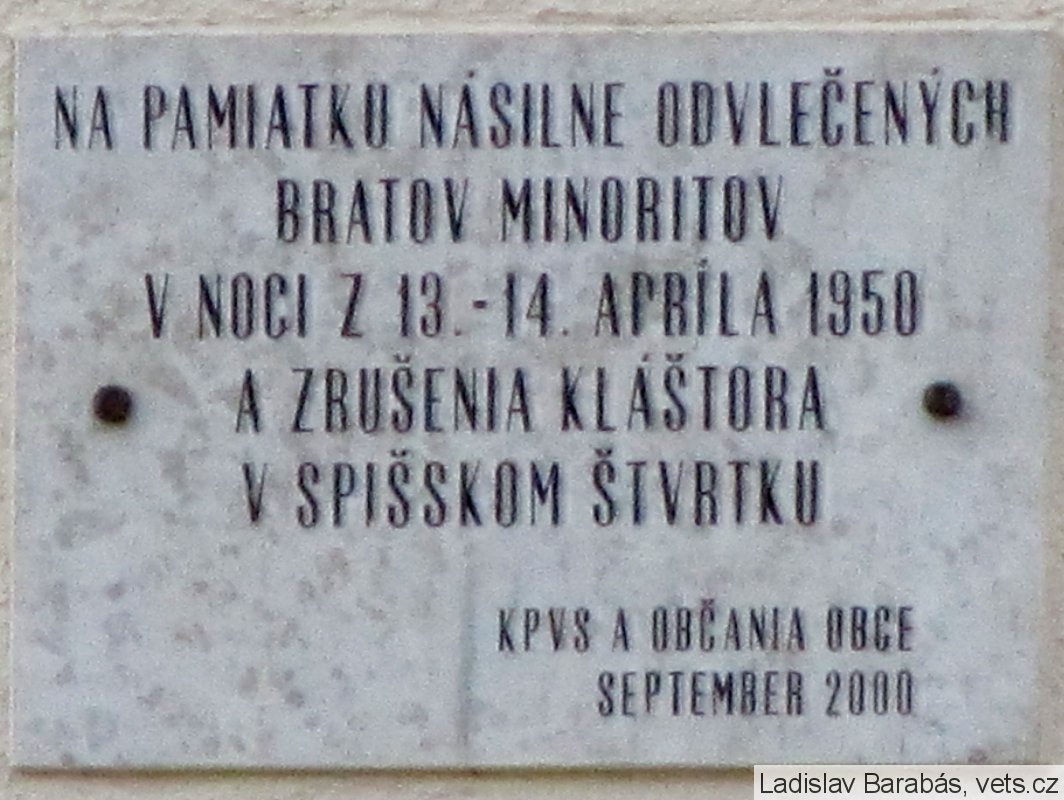 NA PAMIATKU NÁSILNE ODVLEČENÝCH
BRATOV MINORITOV
V NOCI Z 13.-14. APRÍLA 1950
A ZRUŠENIA KLÁŠTORA
V SPIŠSKOM ŠTVRTKU
KPVS A OBČANIA OBCE
SEPTEMBER 2000
Ladislav Barabás, vets.cz